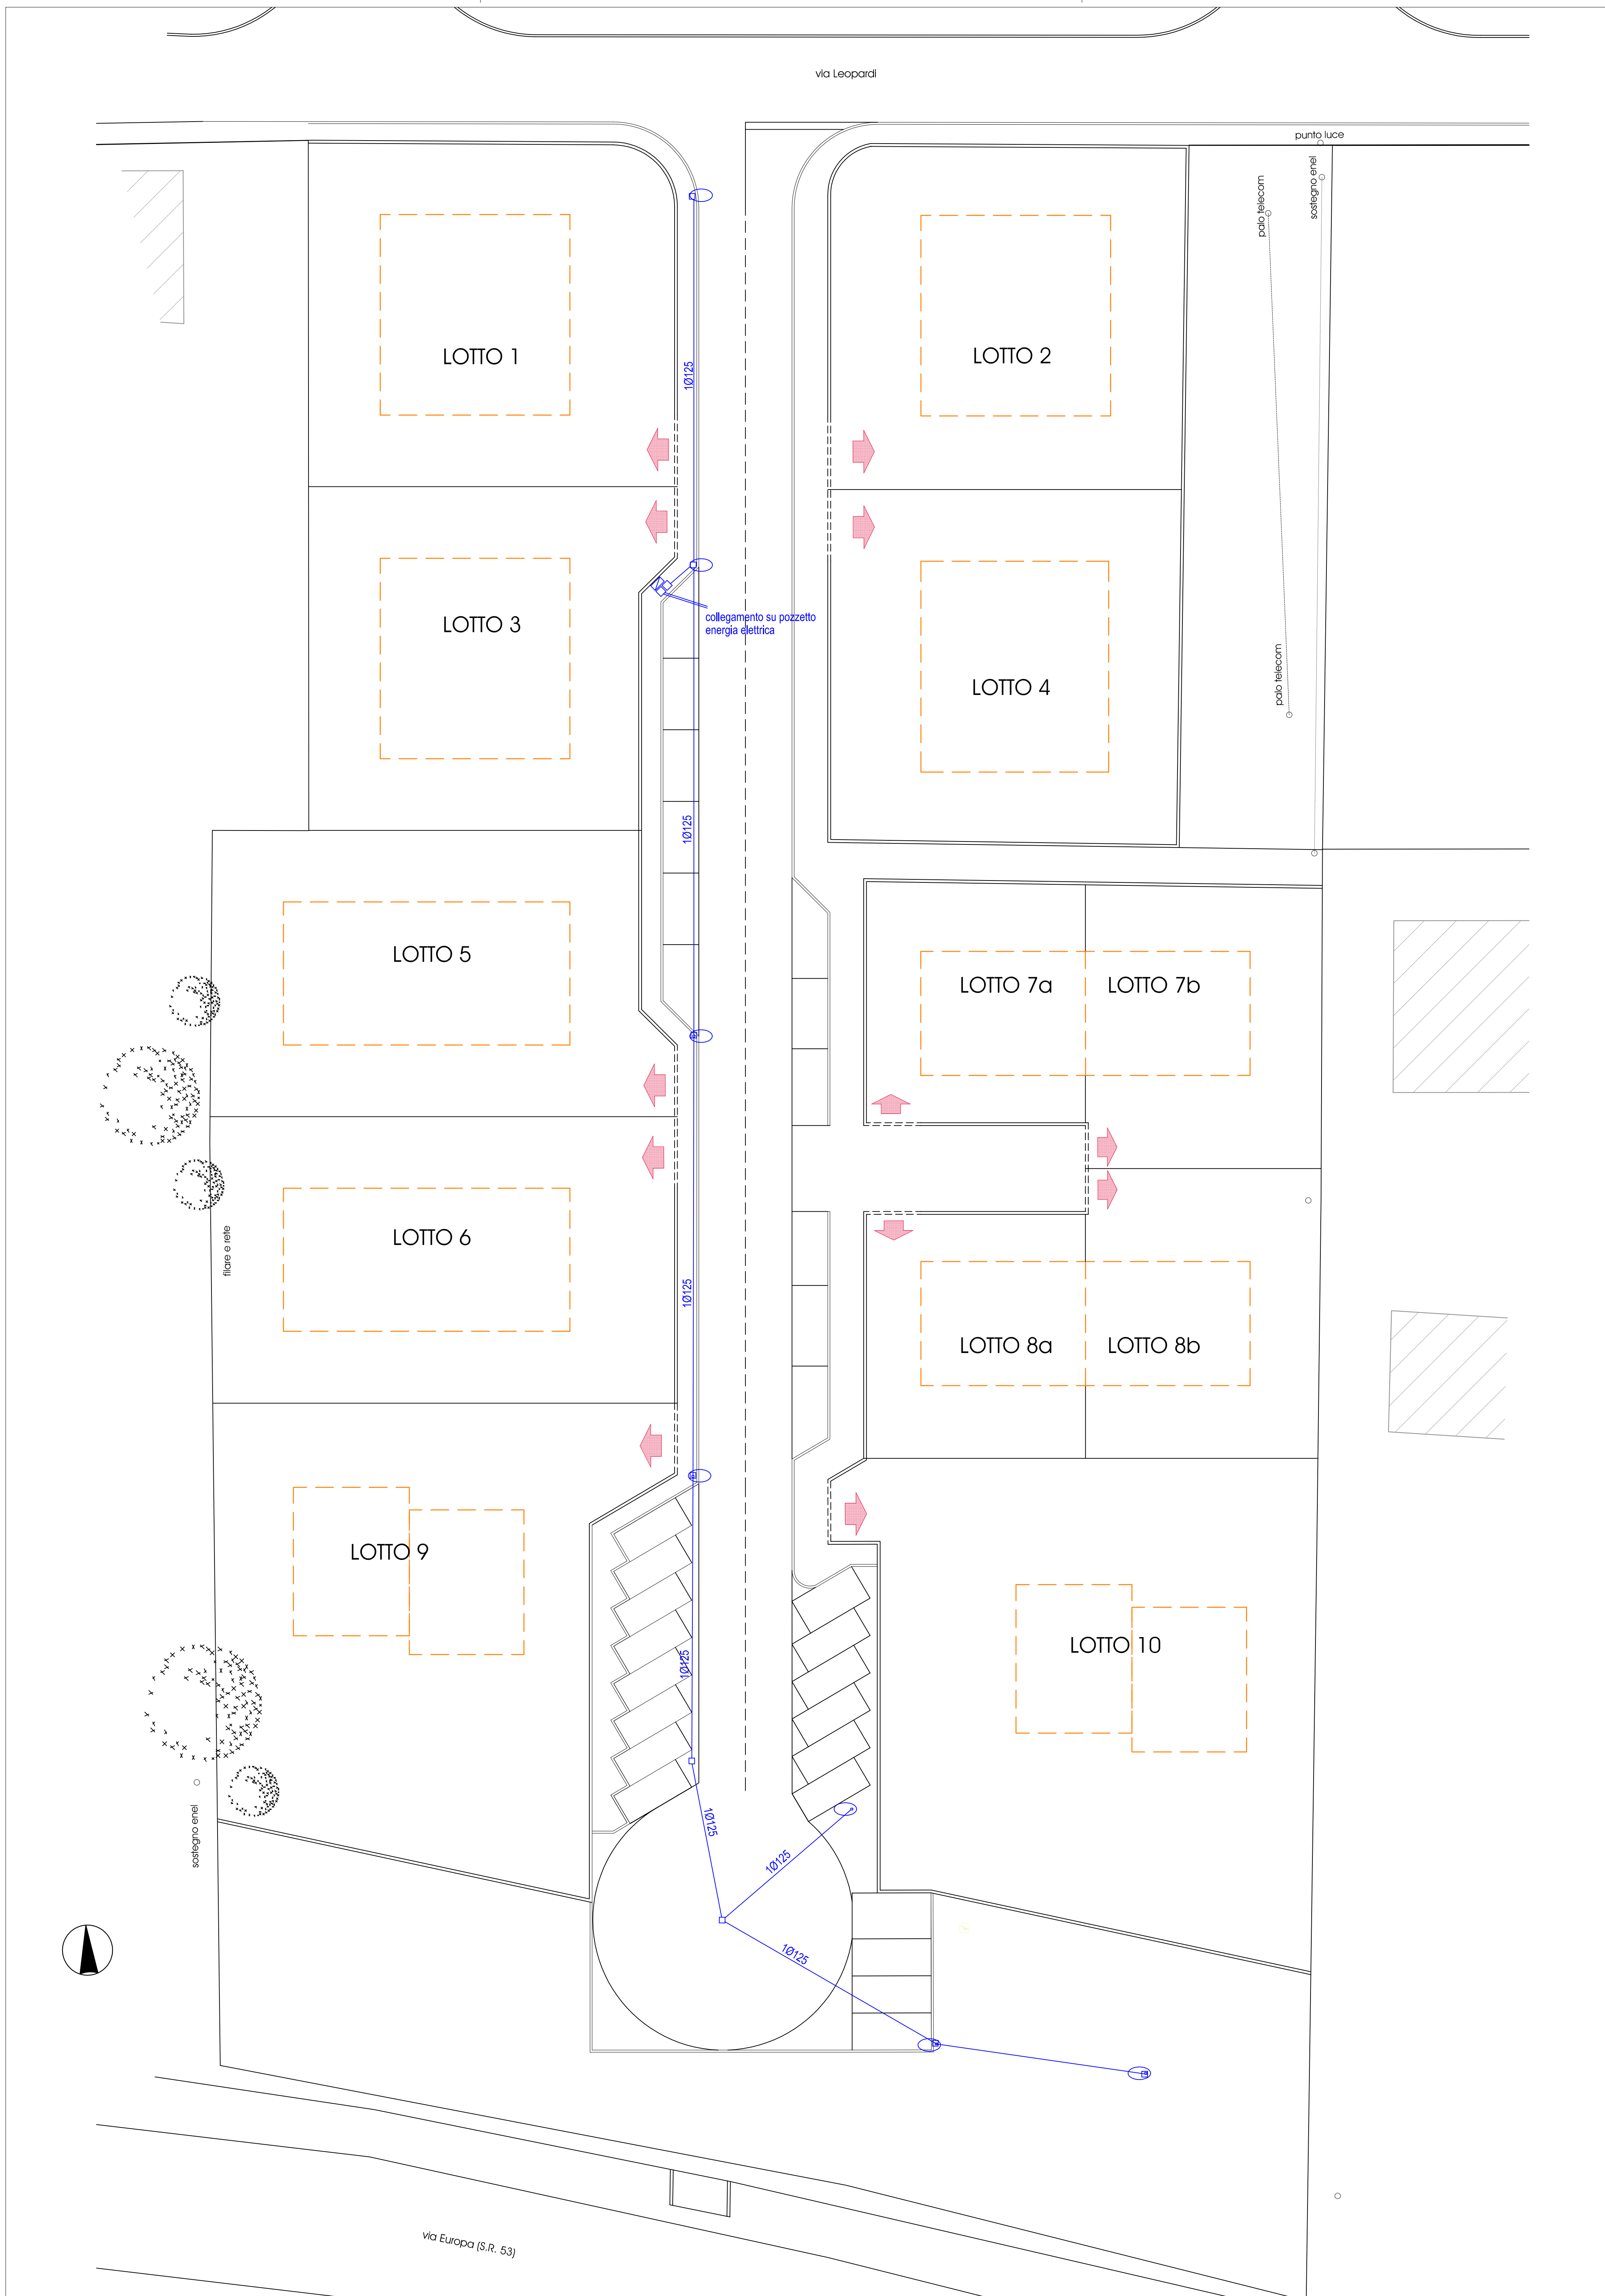 via Leopardi
punto luce
sostegno enel
palo telecom
LOTTO 1
LOTTO 2
1Ø125
LOTTO 3
collegamento su pozzetto
energia elettrica
palo telecom
LOTTO 4
1Ø125
LOTTO 5
LOTTO 7a
LOTTO 7b
LOTTO 6
filare e rete
1Ø125
LOTTO 8a
LOTTO 8b
LOTTO 9
LOTTO 10
1Ø125
sostegno enel
1Ø125
1Ø125
1Ø125
via Europa (S.R. 53)